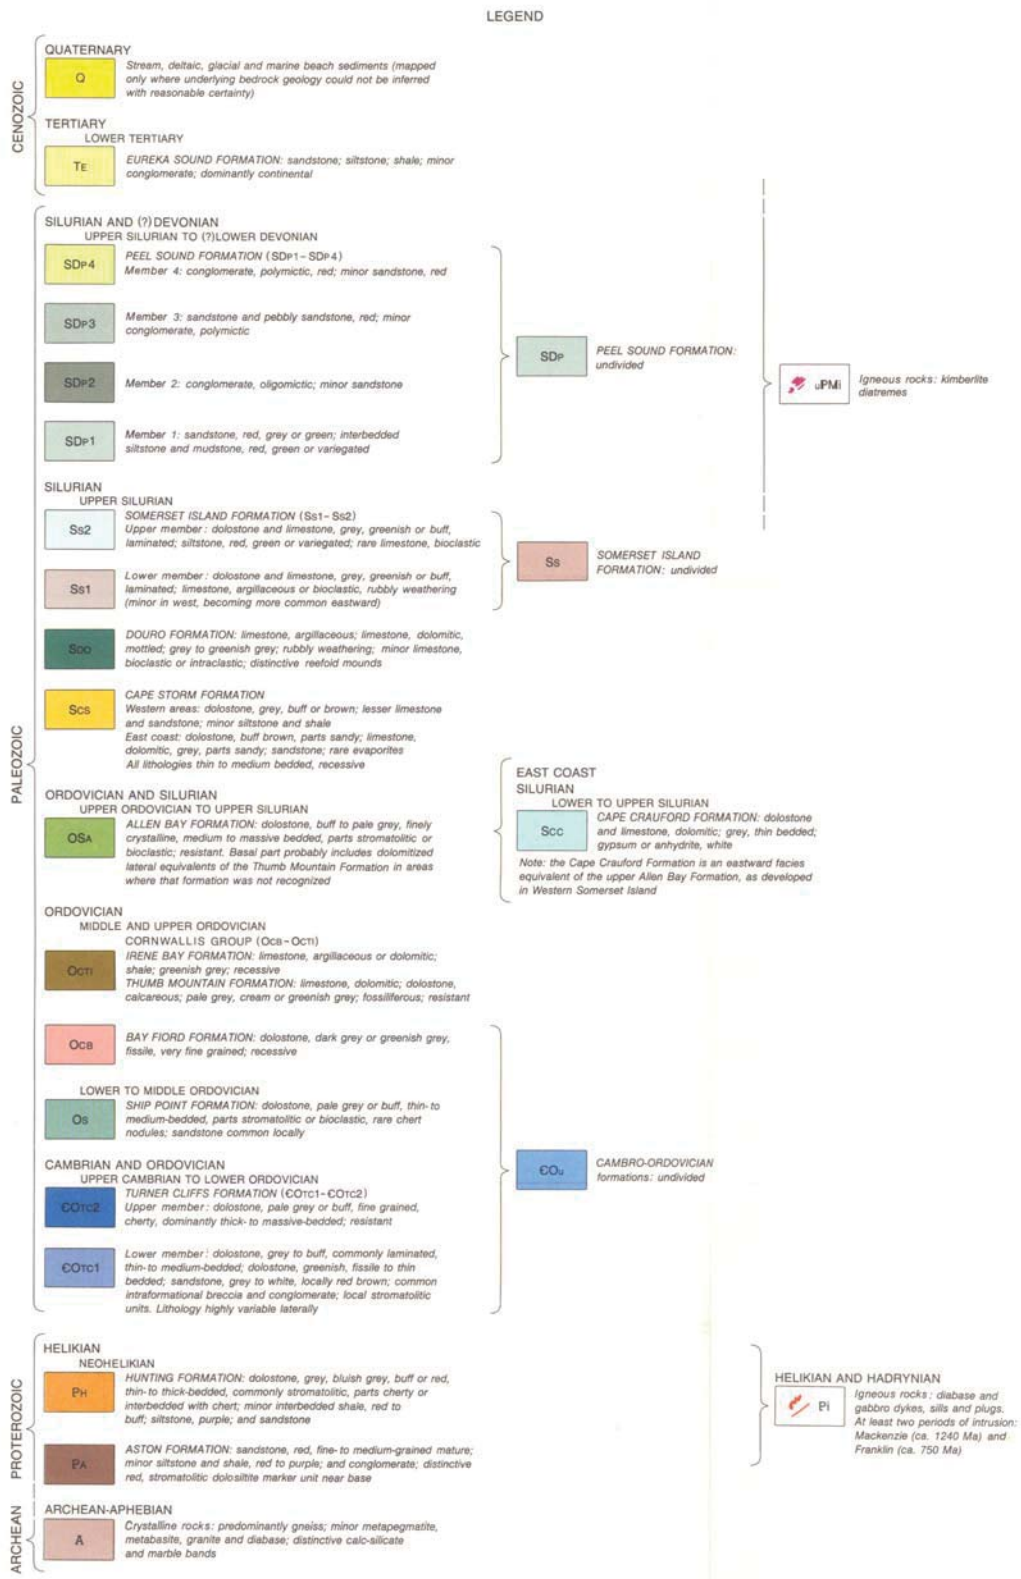 LEGEND
CENOZOIC
QUATERNARY
Q
Stream, deltaic, glacial and marine beach sediments (mapped
only where underlying bedrock geology could not be inferred
with reasonable certainty)
TERTIARY
LOWER TERTIARY
TE
EUREKA SOUND FORMATION: sandstone; siltstone; shale; minor
conglomerate; dominantly continental
PALEOZOIC
SILURIAN AND (?) DEVONIAN
UPPER SILURIAN TO (?) LOWER DEVONIAN
SDP4
PEEL SOUND FORMATION (SDP1-SDP4)
Member 4: conglomerate, polymictic, red; minor sandstone, red
SDP3
Member 3: sandstone and pebbly sandstone, red; minor
conglomerate, polymictic
SDP2
Member 2: conglomerate, oligomictic; minor sandstone
SDP1
Member 1: sandstone, red, grey or green; interbedded
siltstone and mudstone, red, green or variegated
SDP
PEEL SOUND FORMATION:
undivided
uPMi
Igneous rocks: kimberlite
diatremes
SILURIAN
UPPER SILURIAN
Ss2
SOMERSET ISLAND FORMATION (Ss1-Ss2)
Upper member: dolostone and limestone, grey, greenish or buff,
laminated; siltstone, red, green or variegated; rare limestone, bioclastic
Ss1
Lower member: dolostone and limestone, grey, greenish or buff,
laminated; limestone, argillaceous or bioclastic, rubbly weathering
(minor in west, becoming more common eastward)
Ss
SOMERSET ISLAND
FORMATION: undivided
SDO
DOURO FORMATION: limestone, argillaceous; limestone, dolomitic,
mottled; grey to greenish grey; rubbly weathering; minor limestone,
bioclastic or intraclastic; distinctive reefold mounds
SCS
CAPE STORM FORMATION
Western areas: dolostone, grey, buff or brown; lesser limestone
and sandstone; minor siltstone and shale
East coast: dolostone, buff brown, parts sandy; limestone,
dolomitic, grey, parts sandy; sandstone; rare evaporites
All lithologies thin to medium bedded, recessive
ORDOVICIAN AND SILURIAN
UPPER ORDOVICIAN TO UPPER SILURIAN
OSA
ALLEN BAY FORMATION: dolostone, buff to pale grey, finely
crystalline, medium to massive bedded, parts stromatolitic or
bioclastic; resistant. Basal part probably includes dolomitized
lateral equivalents of the Thumb Mountain Formation in areas
where that formation was not recognized
EAST COAST
SILURIAN
LOWER TO UPPER SILURIAN
SCC
CAPE CRAUFORD FORMATION: dolostone
and limestone, dolomitic; grey, thin bedded;
gypsum or anhydrite, white
Note: the Cape Crauford Formation is an eastward facies
equivalent of the upper Allen Bay Formation, as developed
in Western Somerset Island
ORDOVICIAN
MIDDLE AND UPPER ORDOVICIAN
CORNWALLIS GROUP (OCB-OCTI)
OCTI
IRENE BAY FORMATION: limestone, argillaceous or dolomitic;
shale; greenish grey; recessive
THUMB MOUNTAIN FORMATION: limestone, dolomitic; dolostone,
calcareous; pale grey, cream or greenish grey; fossiliferous; resistant
OCB
BAY FIORD FORMATION: dolostone, dark grey or greenish grey,
fissile, very fine grained; recessive
LOWER TO MIDDLE ORDOVICIAN
Os
SHIP POINT FORMATION: dolostone, pale grey or buff, thin- to
medium-bedded, parts stromatolitic or bioclastic, rare chert
nodules; sandstone common locally
CAMBRIAN AND ORDOVICIAN
UPPER CAMBRIAN TO LOWER ORDOVICIAN
ЄOTC2
TURNER CLIFFS FORMATION (ЄOTC1-ЄOTC2)
Upper member: dolostone, pale grey or buff, fine grained,
cherty, dominantly thick- to massive-bedded; resistant
ЄOTC1
Lower member: dolostone, grey to buff, commonly laminated,
thin- to medium-bedded; dolostone, greenish, fissile to thin
bedded; sandstone, grey to white, locally red brown; common
intraformational breccia and conglomerate; local stromatolitic
units. Lithology highly variable laterally
ЄOu
CAMBRO-ORDOVICIAN
formations: undivided
PROTEROZOIC
HELIKIAN
NEOHELIKIAN
PH
HUNTING FORMATION: dolostone, grey, bluish grey, buff or red,
thin- to thick-bedded, commonly stromatolitic, parts cherty or
interbedded with chert; minor interbedded shale, red to
buff; siltstone, purple; and sandstone
PA
ASTON FORMATION: sandstone, red, fine- to medium-grained mature;
minor siltstone and shale, red to purple; and conglomerate; distinctive
red, stromatolitic dolosiltite marker unit near base
HELIKIAN AND HADRYNIAN
Pi
Igneous rocks: diabase and
gabbro dykes, sills and plugs.
At least two periods of intrusion:
Mackenzie (ca. 1240 Ma) and
Franklin (ca. 750 Ma)
ARCHEAN
ARCHEAN-APHEBIAN
A
Crystalline rocks: predominantly gneiss; minor metapegmatite,
metabasite, granite and diabase; distinctive calc-silicate
and marble bands